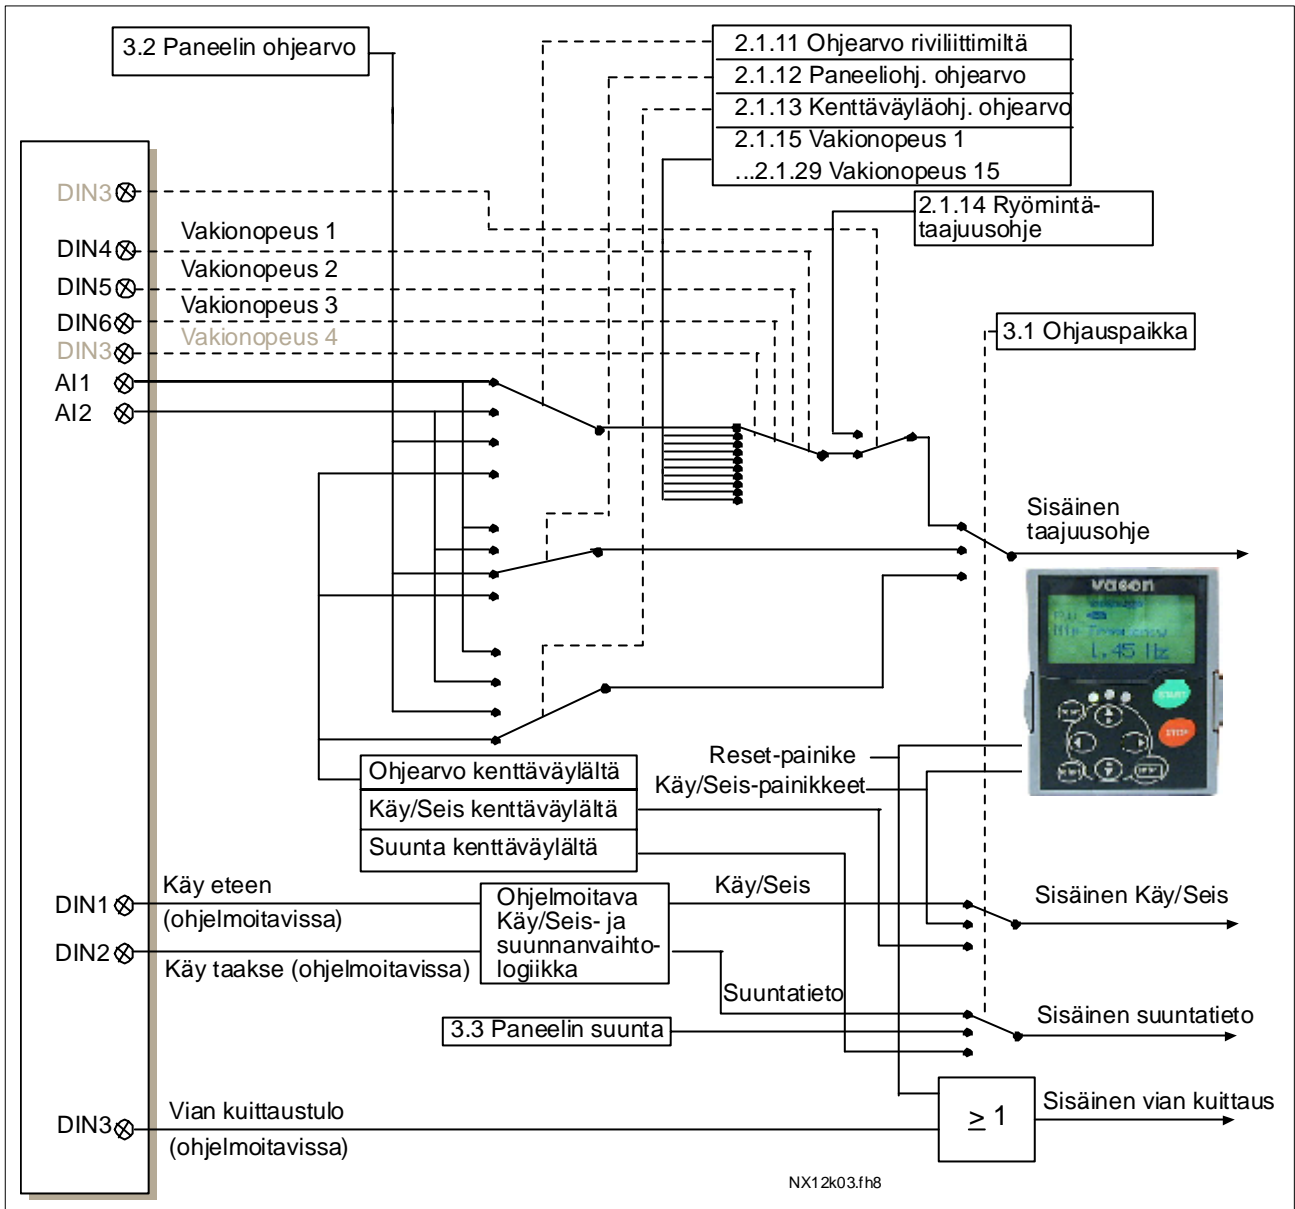 3.2 Paneelin ohjearvo
2.1.11 Ohjearvo riviliittimiltä
2.1.12 Paneeliohj. ohjearvo
2.1.13 Kenttäväyläohj. ohjearvo
2.1.15 Vakionopeus 1
...2.1.29 Vakionopeus 15
2.1.14 Ryömintä-
taajuusohje
3.1 Ohjauspaikka
DIN3
DIN4
Vakionopeus 1
DIN5
Vakionopeus 2
DIN6
Vakionopeus 3
DIN3
Vakionopeus 4
AI1
AI2
Sisäinen
taajuusohje
vacon
1.45 Hz
START
STOP
Reset-painike
Käy/Seis-painikkeet
Ohjearvo kenttäväylältä
Käy/Seis kenttäväylältä
Suunta kenttäväylältä
DIN1
Käy eteen
(ohjelmoitavissa)
DIN2
Käy taakse (ohjelmoitavissa)
Ohjelmoitava
Käy/Seis- ja
suunnanvaihto-
logiikka
Käy/Seis
Suuntatieto
Sisäinen Käy/Seis
3.3 Paneelin suunta
Sisäinen suuntatieto
DIN3
Vian kuittaustulo
(ohjelmoitavissa)
≥ 1
Sisäinen vian kuittaus
NX12k03.fh8